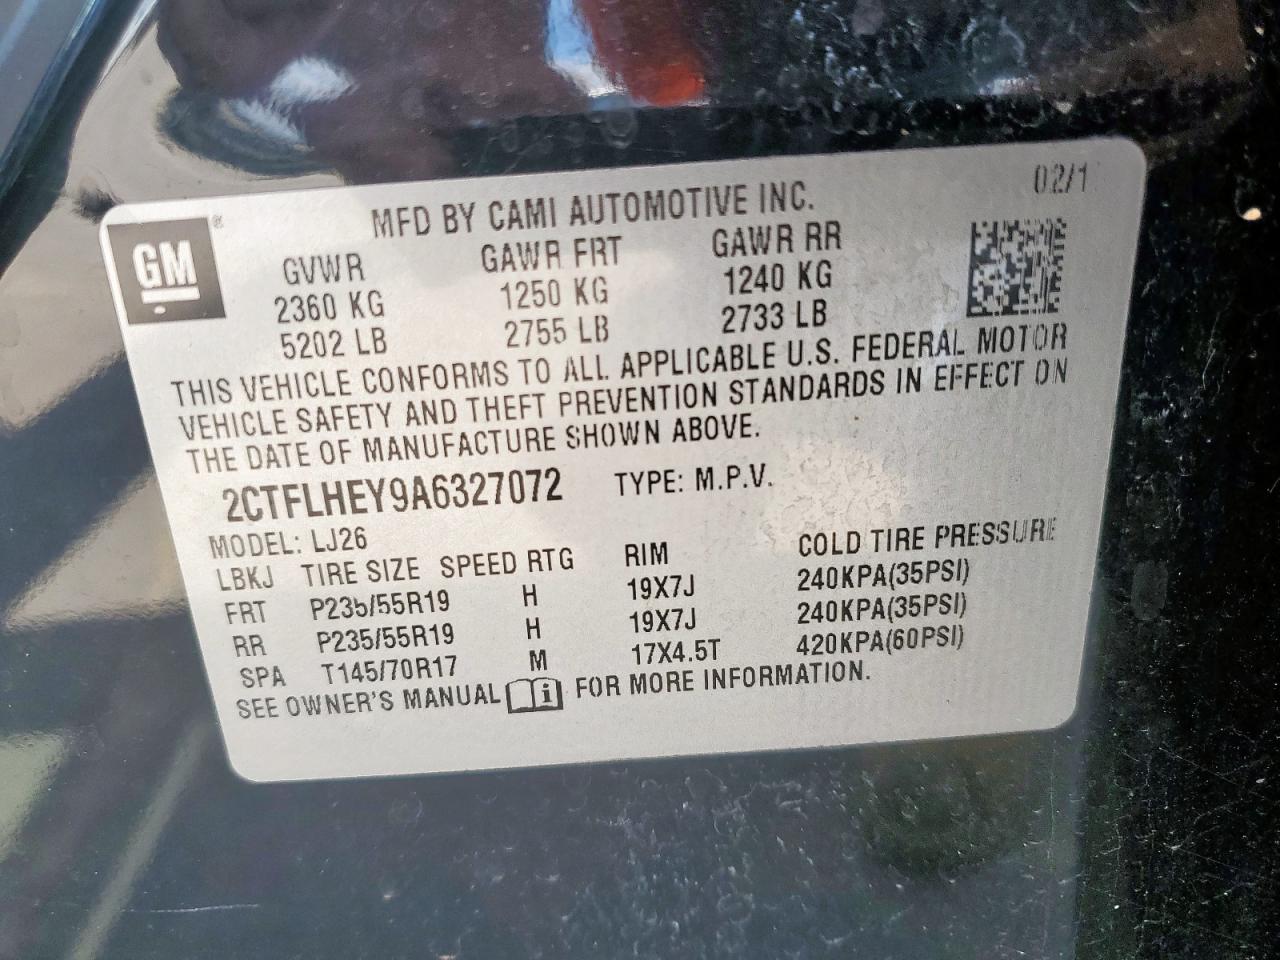 02/1
MFD BY CAMI AUTOMOTIVE INC.
GM®
GVWR GAWR FRT GAWR RR
2360 KG 1250 KG 1240 KG
5202 LB 2755 LB 2733 LB
THIS VEHICLE CONFORMS TO ALL APPLICABLE U.S. FEDERAL MOTOR
VEHICLE SAFETY AND THEFT PREVENTION STANDARDS IN EFFECT ON
THE DATE OF MANUFACTURE SHOWN ABOVE.
2CTFLHEY9A6327072 TYPE: M.P.V.
MODEL: LJ26
LBKJ TIRE SIZE SPEED RTG RIM COLD TIRE PRESSURE
FRT P235/55R19 H 19X7J 240KPA(35PSI)
RR P235/55R19 H 19X7J 240KPA(35PSI)
SPA T145/70R17 M 17X4.5T 420KPA(60PSI)
SEE OWNER'S MANUAL FOR MORE INFORMATION.